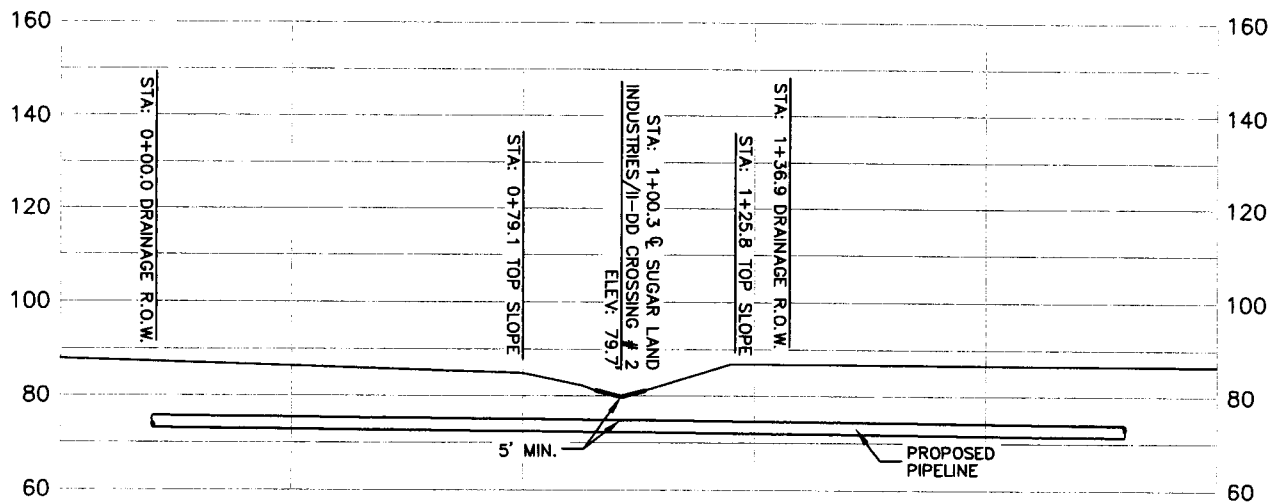 160
160
140
140
120
120
100
100
80
80
60
60
STA: 0+00.0 DRAINAGE R.O.W.
STA: 0+79.1 TOP SLOPE
STA: 1+00.3 ℄ SUGAR LAND
INDUSTRIES/II-DD CROSSING # 2
ELEV: 79.7
STA: 1+25.8 TOP SLOPE
STA: 1+36.9 DRAINAGE R.O.W.
5' MIN.
PROPOSED
PIPELINE